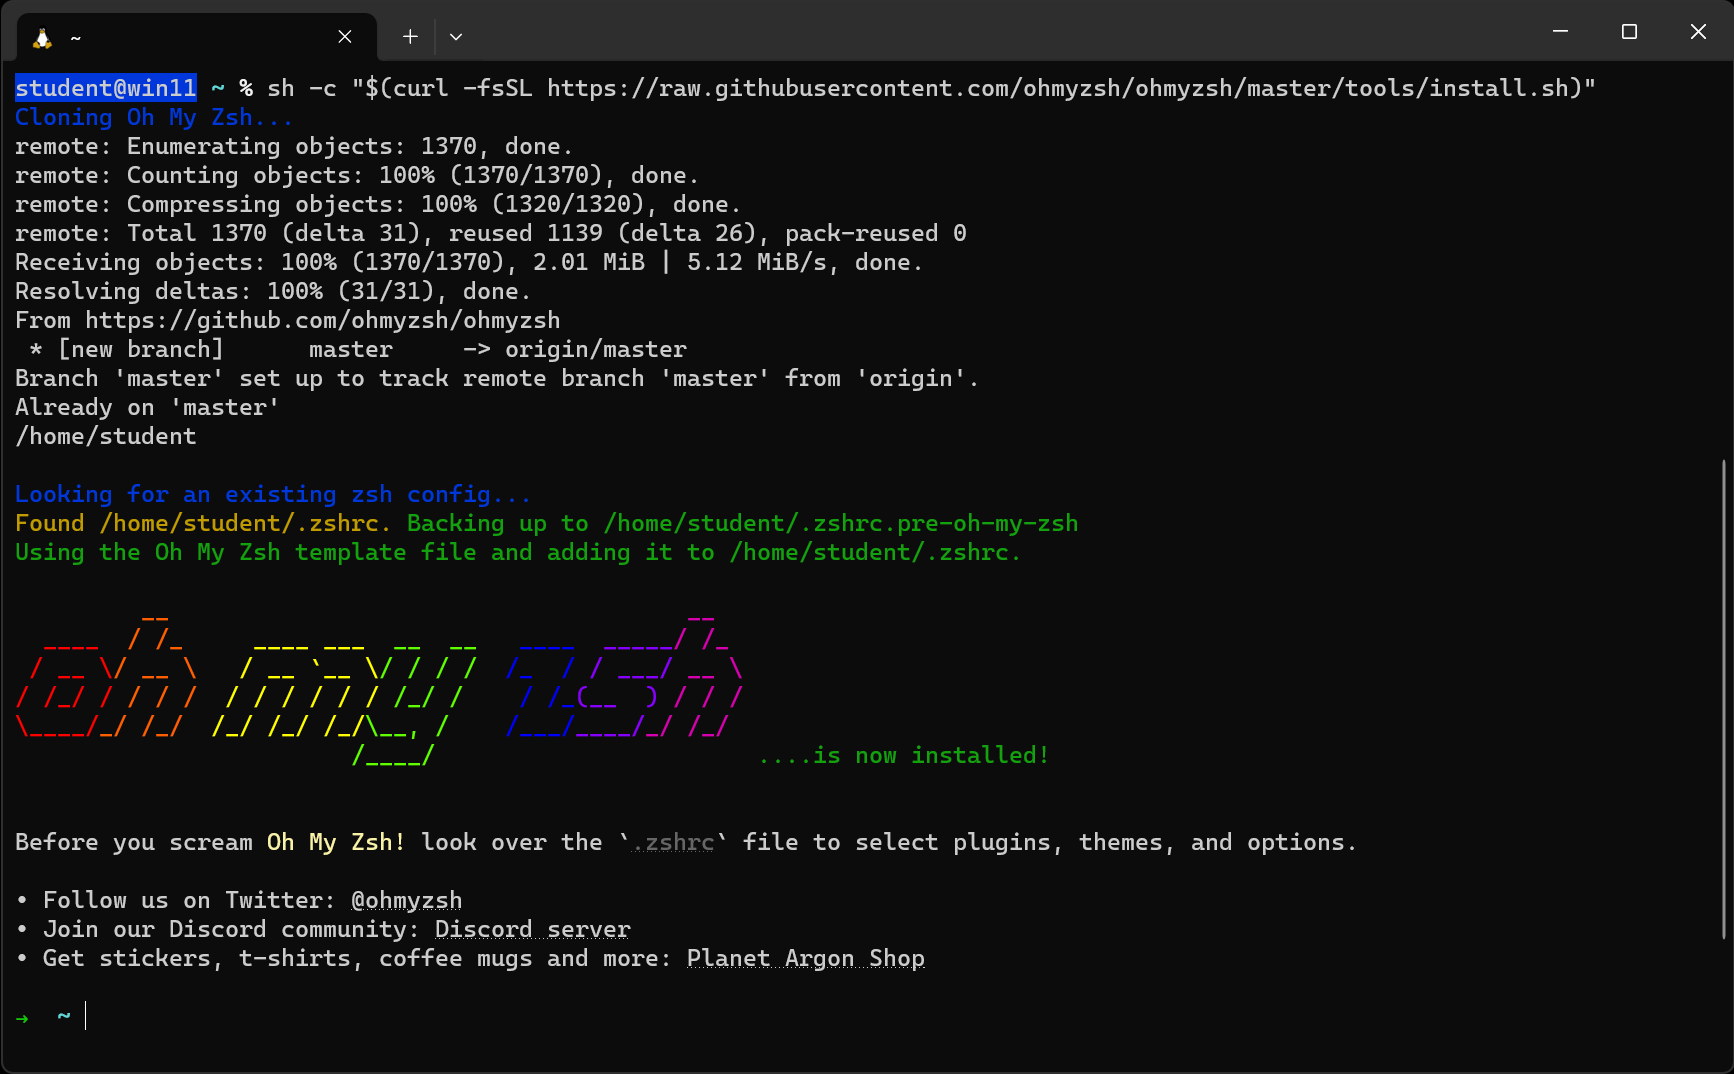 ~
student@win11 ~ % sh -c "$(curl -fsSL https://raw.githubusercontent.com/ohmyzsh/ohmyzsh/master/tools/install.sh)"
Cloning Oh My Zsh...
remote: Enumerating objects: 1370, done.
remote: Counting objects: 100% (1370/1370), done.
remote: Compressing objects: 100% (1320/1320), done.
remote: Total 1370 (delta 31), reused 1139 (delta 26), pack-reused 0
Receiving objects: 100% (1370/1370), 2.01 MiB | 5.12 MiB/s, done.
Resolving deltas: 100% (31/31), done.
From https://github.com/ohmyzsh/ohmyzsh
 * [new branch]      master     -> origin/master
Branch 'master' set up to track remote branch 'master' from 'origin'.
Already on 'master'
/home/student
Looking for an existing zsh config...
Found /home/student/.zshrc. Backing up to /home/student/.zshrc.pre-oh-my-zsh
Using the Oh My Zsh template file and adding it to /home/student/.zshrc.
oh my zsh
....is now installed!
Before you scream Oh My Zsh! look over the `.zshrc` file to select plugins, themes, and options.
• Follow us on Twitter: @ohmyzsh
• Join our Discord community: Discord server
• Get stickers, t-shirts, coffee mugs and more: Planet Argon Shop
➜  ~